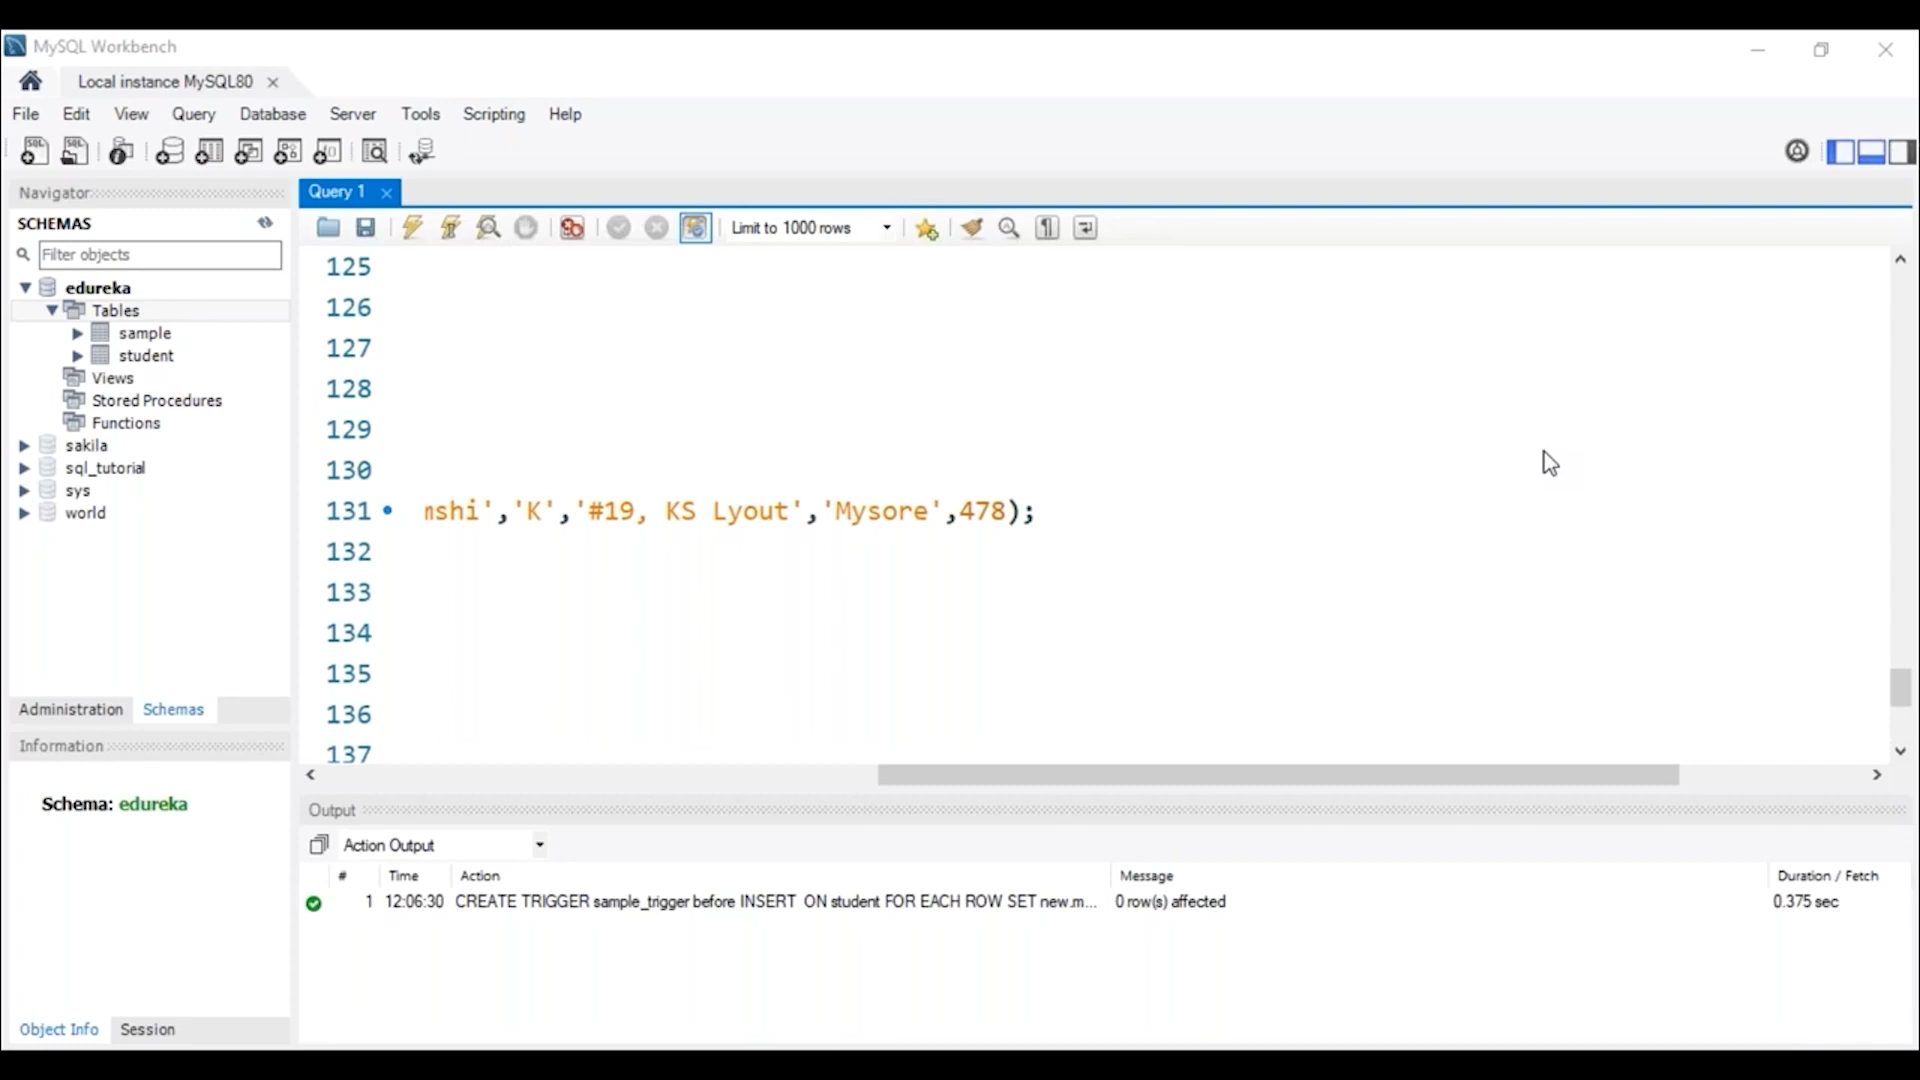 MySQL Workbench
Local instance MySQL80
File Edit View Query Database Server Tools Scripting Help
Navigator
SCHEMAS
Filter objects
edureka
Tables
sample
student
Views
Stored Procedures
Functions
sakila
sql_tutorial
sys
world
Administration Schemas
Information
Schema: edureka
Object Info Session
Query 1
Limit to 1000 rows
125
126
127
128
129
130
131 nshi','K','#19, KS Lyout','Mysore',478);
132
133
134
135
136
137
Output
Action Output
# Time Action Message Duration / Fetch
1 12:06:30 CREATE TRIGGER sample_trigger before INSERT ON student FOR EACH ROW SET new.m... 0 row(s) affected 0.375 sec